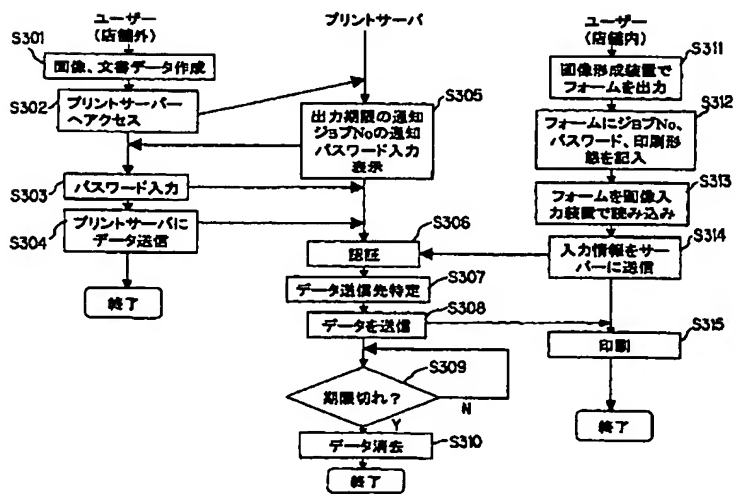 ユーザー
(店舗外)
S301
画像、文書データ作成
S302
プリントサーバー
へアクセス
S303
パスワード入力
S304
プリントサーバに
データ送信
終了
プリントサーバ
S305
出力期限の通知
ジョブNoの通知
パスワード入力
表示
S306
認証
S307
データ送信先特定
S308
データを送信
S309
期限切れ？
N
Y
データ消去
S310
終了
ユーザー
(店舗内)
S311
画像形成装置で
フォームを出力
S312
フォームにジョブNo、
パスワード、印刷形
態を記入
S313
フォームを画像入
力装置で読み込み
S314
入力情報をサー
バーに送信
S315
印刷
終了